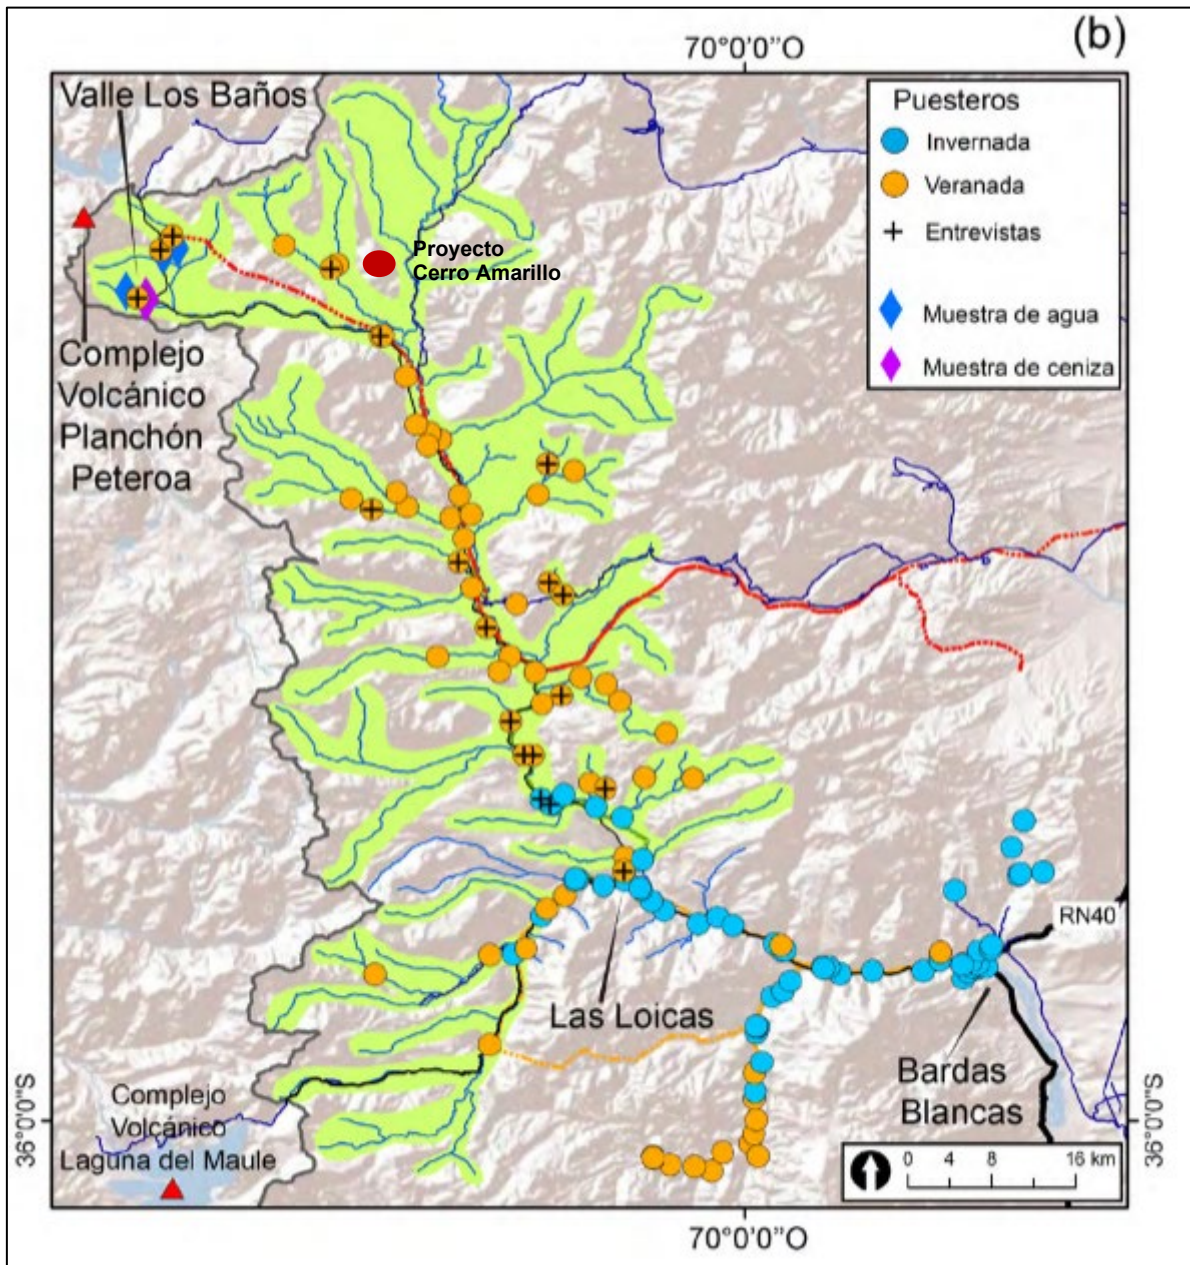 (b)
70°0'0"O
Valle Los Baños
Puesteros
Invernada
Veranada
Entrevistas
Muestra de agua
Muestra de ceniza
Proyecto
Cerro Amarillo
Complejo
Volcánico
Planchón
Peteroa
RN40
Las Loicas
Bardas
Blancas
Complejo
Volcánico
Laguna del Maule
36°0'0"S
36°0'0"S
0 4 8 16 km
70°0'0"O